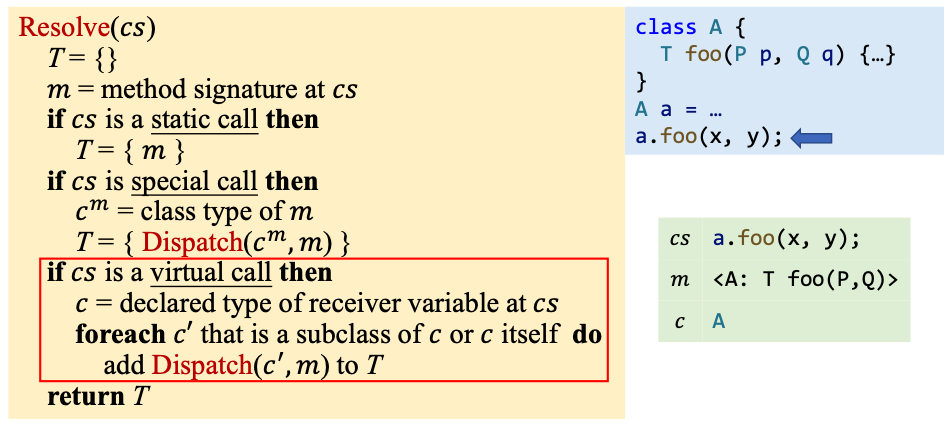 Resolve(cs)
T = {}
m = method signature at cs
if cs is a static call then
T = { m }
if cs is special call then
cᵐ = class type of m
T = { Dispatch(cᵐ, m) }
if cs is a virtual call then
c = declared type of receiver variable at cs
foreach c′ that is a subclass of c or c itself do
add Dispatch(c′, m) to T
return T
class A {
T foo(P p, Q q) {…}
}
A a = …
a.foo(x, y);
cs a.foo(x, y);
m <A: T foo(P,Q)>
c A